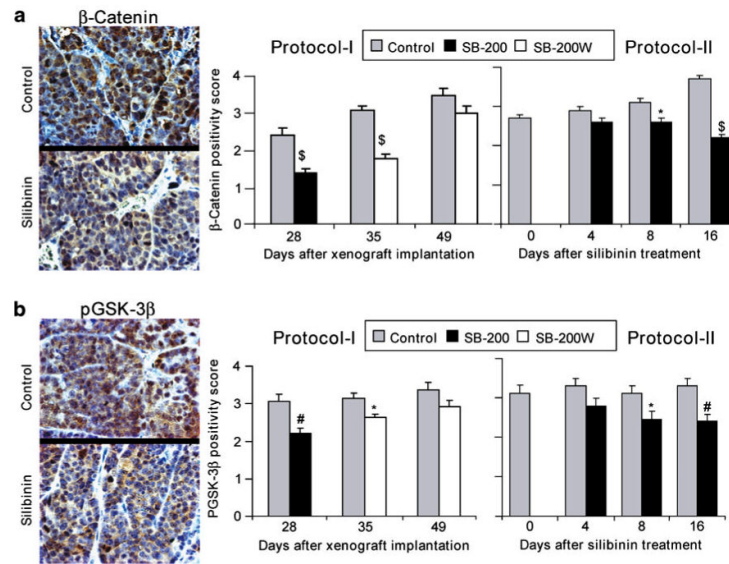 a
β-Catenin
Control
Silibinin
Protocol-I
Control SB-200 SB-200W
Protocol-II
β-Catenin positivity score
4
3
2
1
0
$
$
*
$
28 35 49
Days after xenograft implantation
0 4 8 16
Days after silibinin treatment
b
pGSK-3β
Control
Silibinin
Protocol-I
Control SB-200 SB-200W
Protocol-II
PGSK-3β positivity score
4
3
2
1
0
#
*
*
#
28 35 49
Days after xenograft implantation
0 4 8 16
Days after silibinin treatment